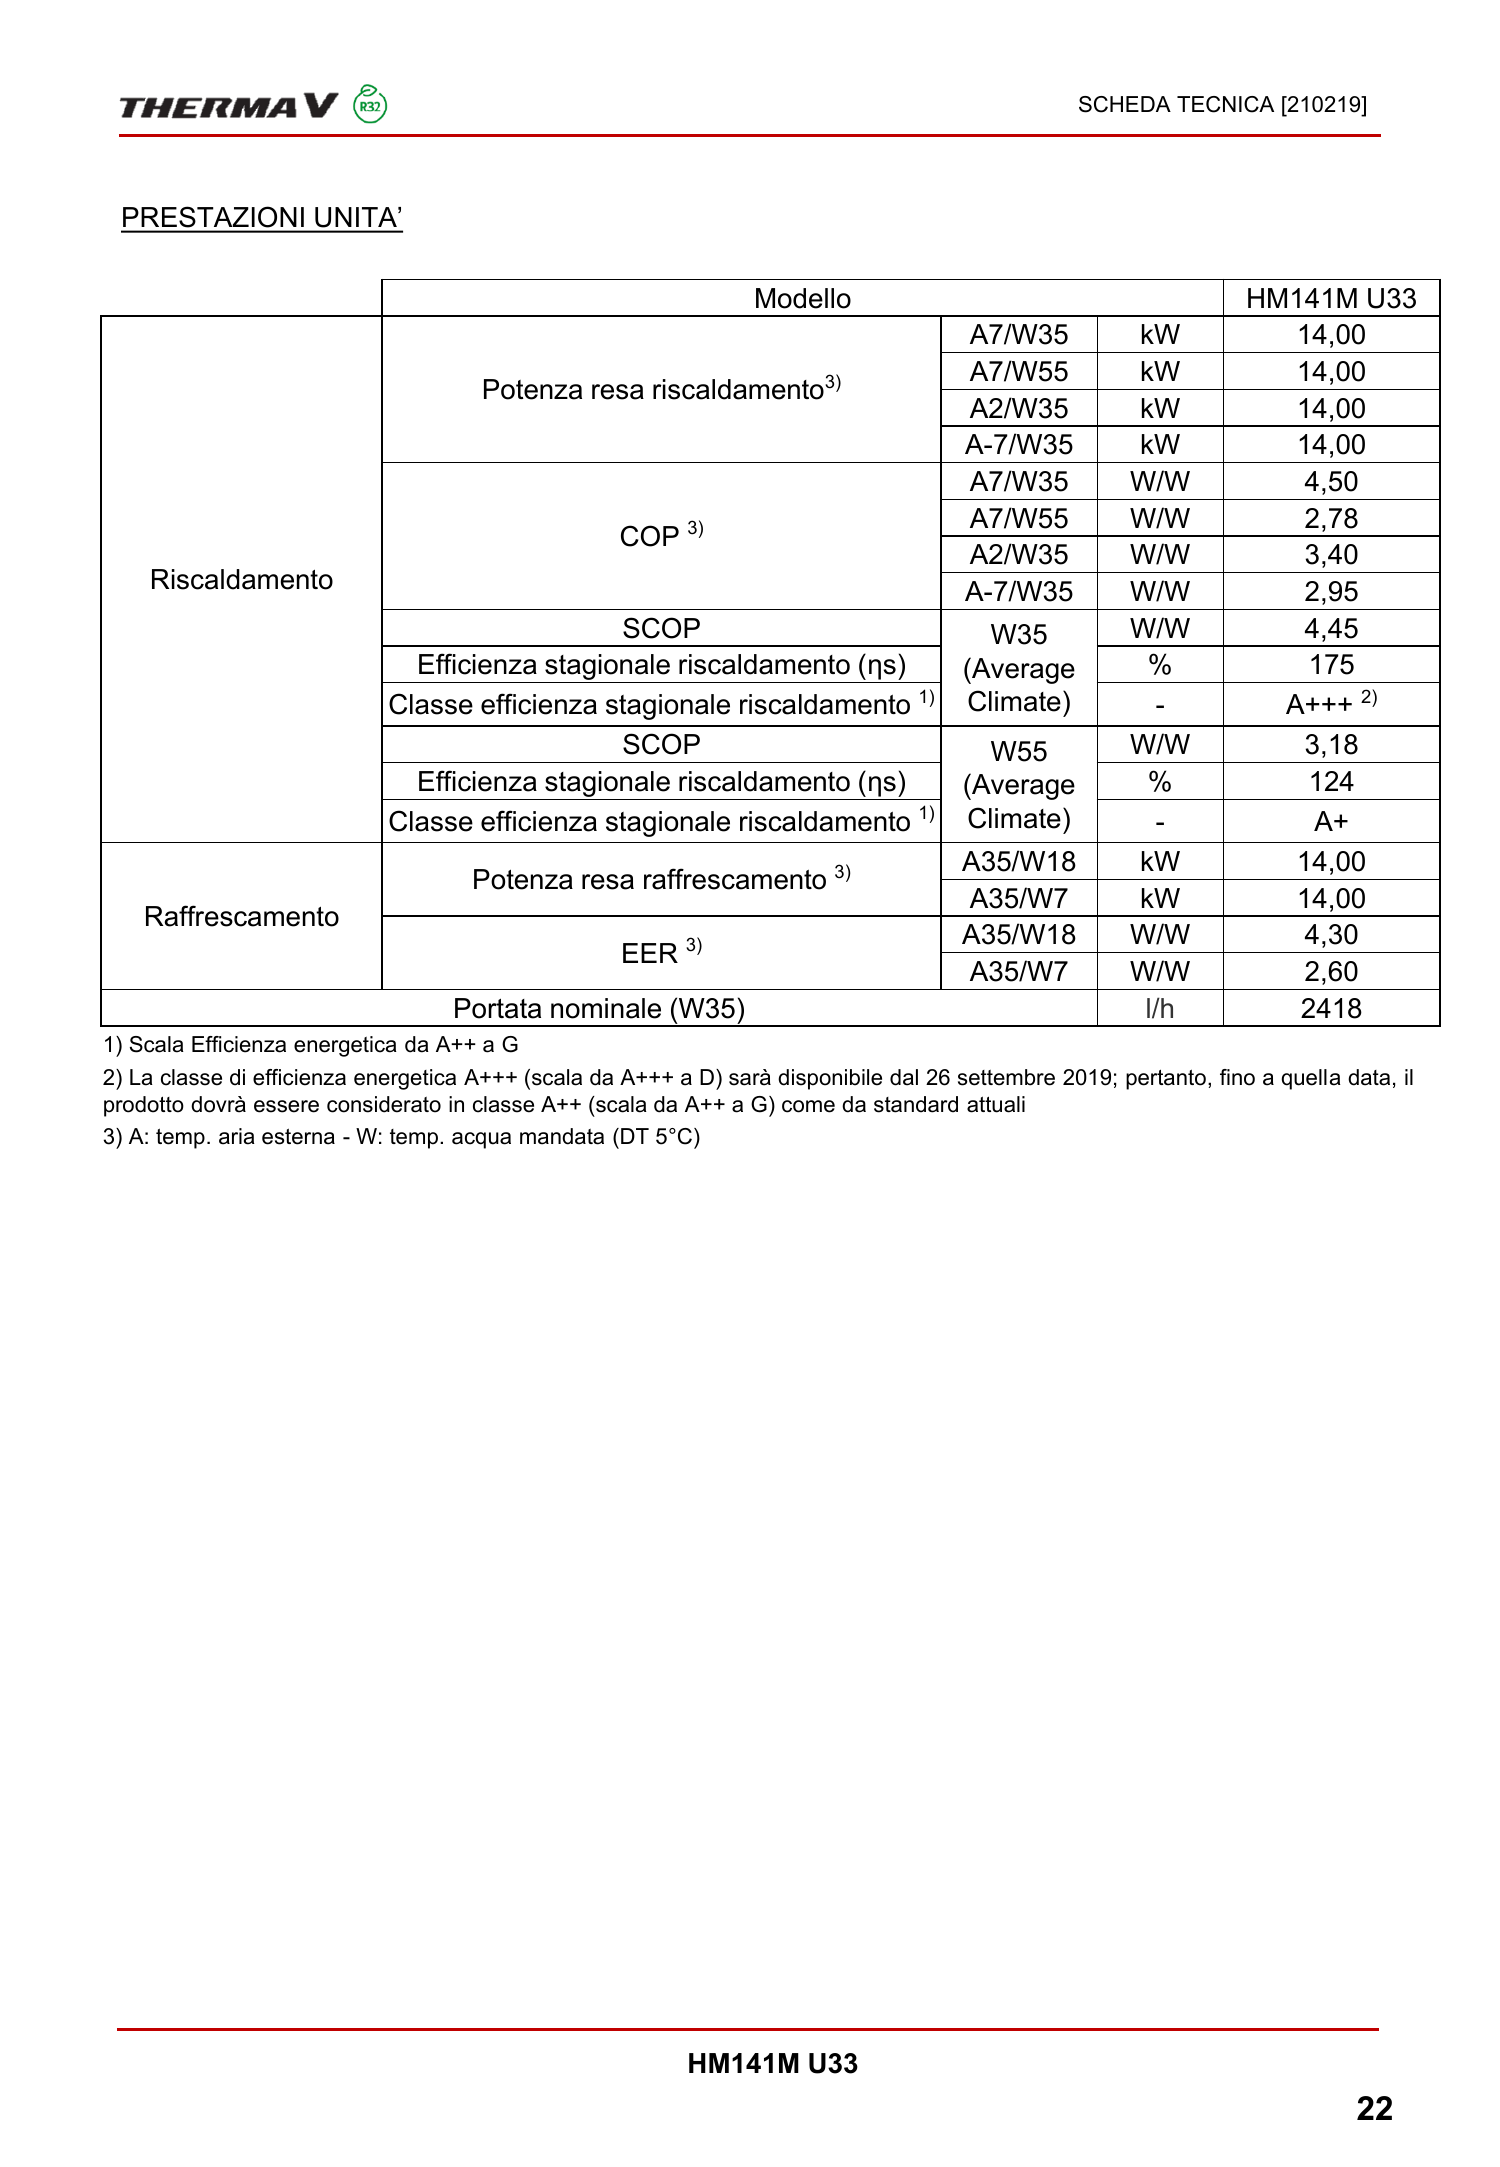 THERMA V R32
SCHEDA TECNICA [210219]
PRESTAZIONI UNITA’
Modello HM141M U33
Riscaldamento
Potenza resa riscaldamento3)
A7/W35 kW 14,00
A7/W55 kW 14,00
A2/W35 kW 14,00
A-7/W35 kW 14,00
COP 3)
A7/W35 W/W 4,50
A7/W55 W/W 2,78
A2/W35 W/W 3,40
A-7/W35 W/W 2,95
SCOP W/W 4,45
Efficienza stagionale riscaldamento (ηs) % 175
Classe efficienza stagionale riscaldamento 1) - A+++ 2)
W35
(Average
Climate)
SCOP W/W 3,18
Efficienza stagionale riscaldamento (ηs) % 124
Classe efficienza stagionale riscaldamento 1) - A+
W55
(Average
Climate)
Raffrescamento
Potenza resa raffrescamento 3)
A35/W18 kW 14,00
A35/W7 kW 14,00
EER 3)
A35/W18 W/W 4,30
A35/W7 W/W 2,60
Portata nominale (W35) l/h 2418
1) Scala Efficienza energetica da A++ a G
2) La classe di efficienza energetica A+++ (scala da A+++ a D) sarà disponibile dal 26 settembre 2019; pertanto, fino a quella data, il
prodotto dovrà essere considerato in classe A++ (scala da A++ a G) come da standard attuali
3) A: temp. aria esterna - W: temp. acqua mandata (DT 5°C)
HM141M U33
22